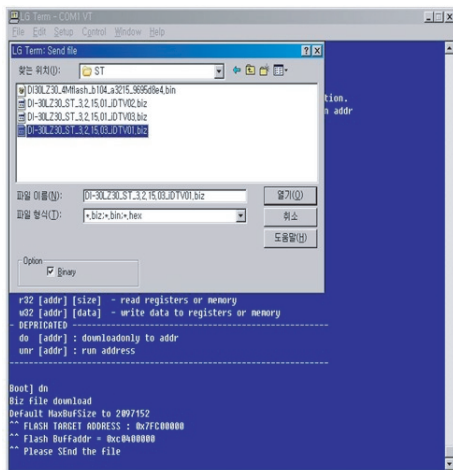 LG Term - COM1 VT
File Edit Setup Control Window Help
LG Term: Send file
찾는 위치(I): ST
DI30LZ30_4Mflash_b104_a3215_9695d8e4.bin
DI-30LZ30_ST_3,2,15,01_iDTV02.biz
DI-30LZ30_ST_3,2,15,01_iDTV03.biz
DI-30LZ30_ST_3,2,15,03_iDTV01.biz
tion.
n addr
파일 이름(N): DI-30LZ30_ST_3,2,15,03_iDTV01.biz 열기(O)
파일 형식(T): *.biz;*.bin;*.hex 취소
도움말(H)
Option
Binary
r32 [addr] [size] - read registers or memory
w32 [addr] [data] - write data to registers or memory
- DEPRICATED ------------------------------------------------
do [addr] : downloadonly to addr
unr [addr] : run address
------------------------------------------------------------
Boot] dn
Biz file download
Default MaxBufSize to 2097152
^^ FLASH TARGET ADDRESS : 0x7FC00000
^^ Flash Buffaddr = 0xc0400000
^^ Please SEnd the file